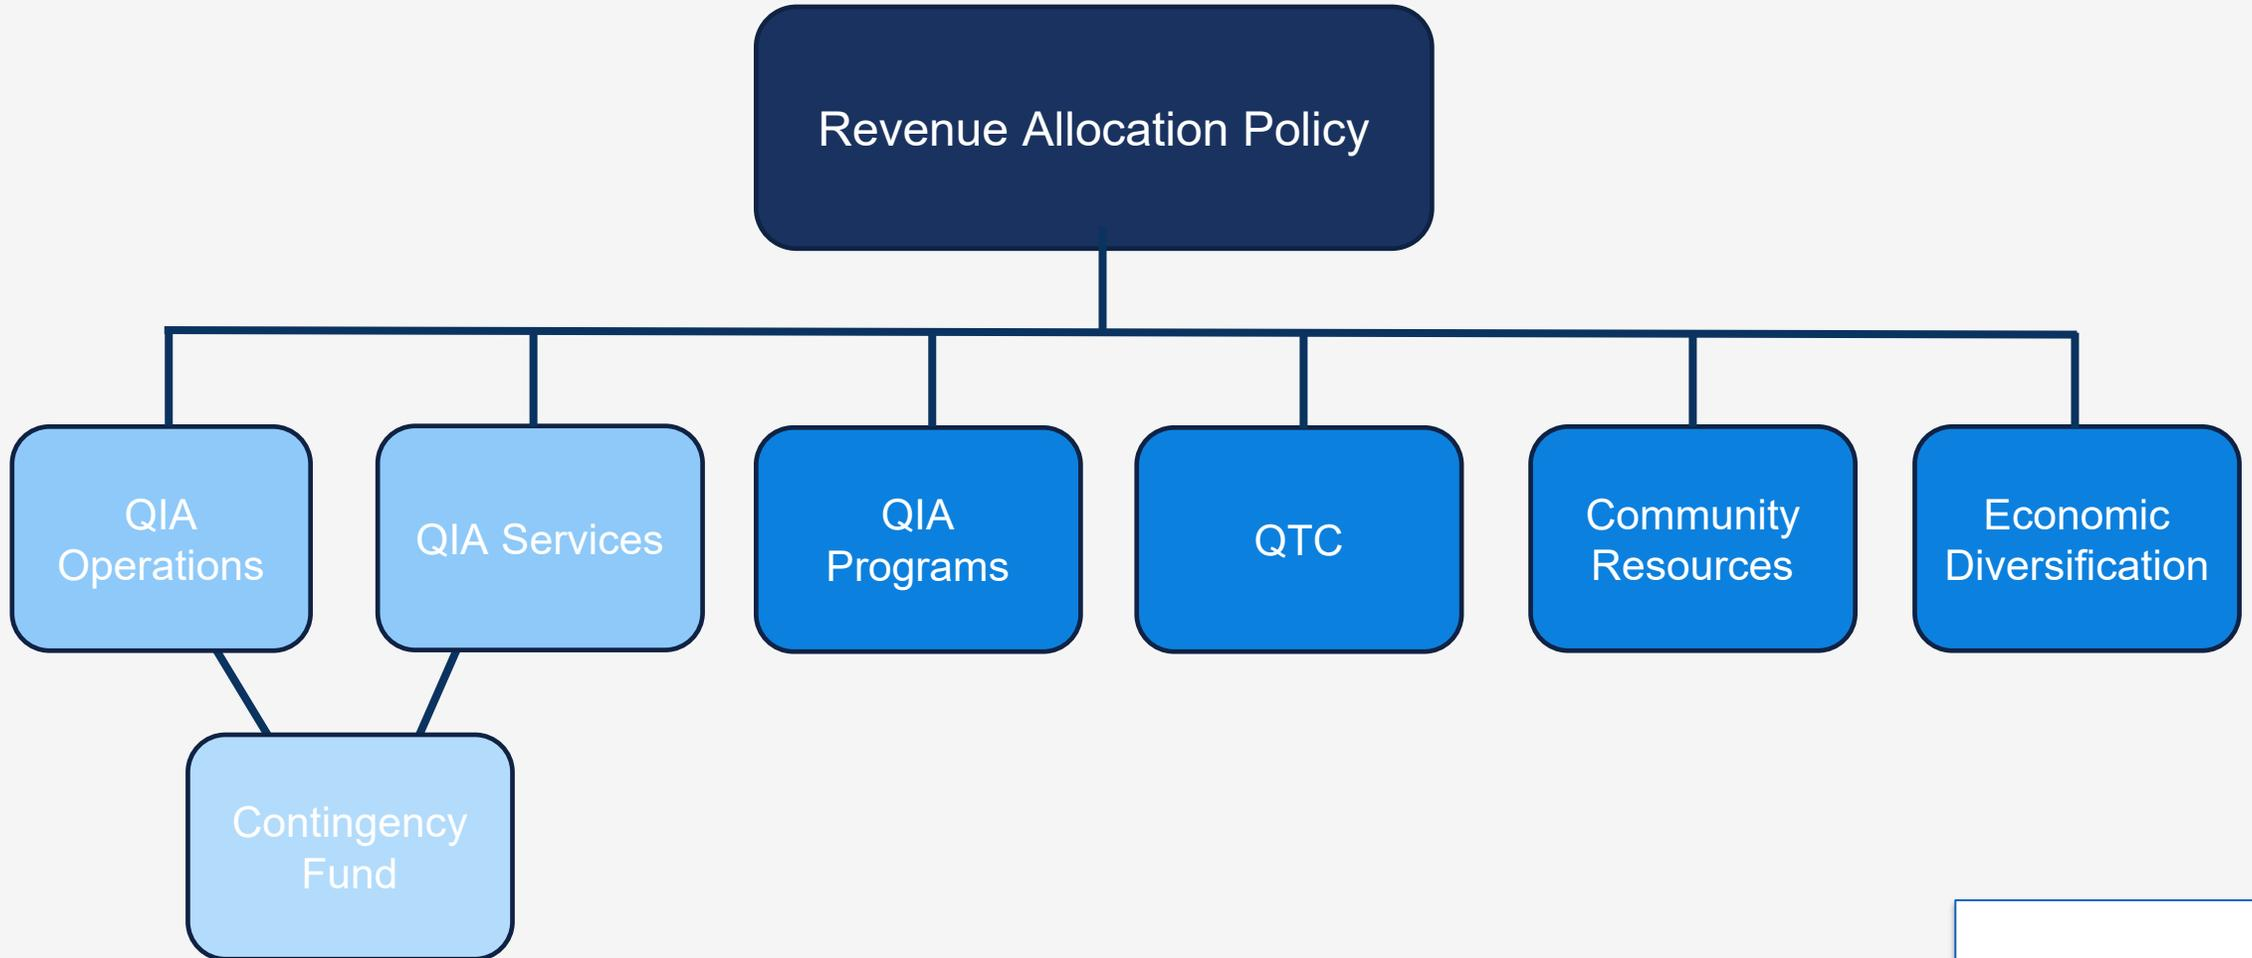 Revenue Allocation Policy
QIA
Operations
QIA Services
QIA
Programs
QTC
Community
Resources
Economic
Diversification
Contingency
Fund